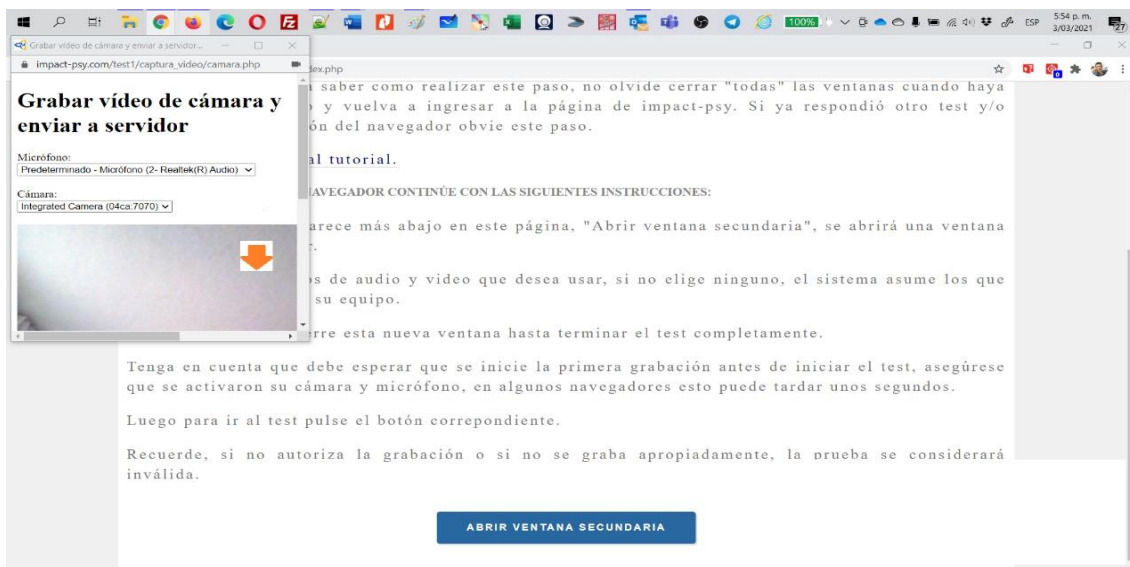 100%
ESP
5:54 p. m.
3/03/2021
27
Grabar vídeo de cámara y enviar a servidor...
impact-psy.com/test1/captura_video/camara.php
dex.php
Grabar vídeo de cámara y
enviar a servidor
Micrófono:
Predeterminado - Micrófono (2- Realtek(R) Audio)
Cámara:
Integrated Camera (04ca:7070)
saber como realizar este paso, no olvide cerrar "todas" las ventanas cuando haya
y vuelva a ingresar a la página de impact-psy. Si ya respondió otro test y/o
ón del navegador obvie este paso.
al tutorial.
NAVEGADOR CONTINÚE CON LAS SIGUIENTES INSTRUCCIONES:
arece más abajo en este página, "Abrir ventana secundaria", se abrirá una ventana
r.
os de audio y video que desea usar, si no elige ninguno, el sistema asume los que
su equipo.
erre esta nueva ventana hasta terminar el test completamente.
Tenga en cuenta que debe esperar que se inicie la primera grabación antes de iniciar el test, asegúrese
que se activaron su cámara y micrófono, en algunos navegadores esto puede tardar unos segundos.
Luego para ir al test pulse el botón correpondiente.
Recuerde, si no autoriza la grabación o si no se graba apropiadamente, la prueba se considerará
inválida.
ABRIR VENTANA SECUNDARIA